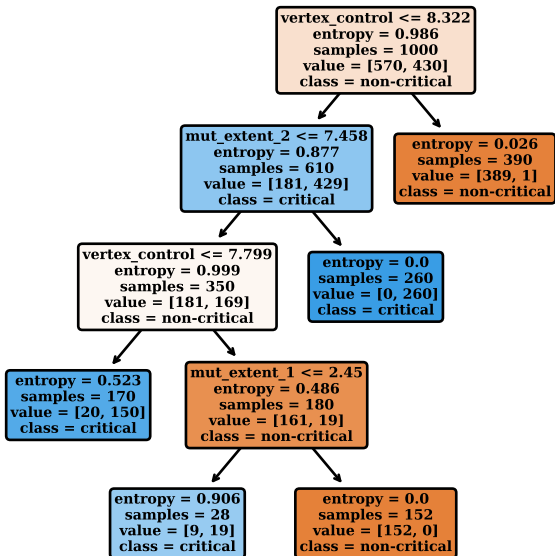 vertex_control <= 8.322
entropy = 0.986
samples = 1000
value = [570, 430]
class = non-critical
mut_extent_2 <= 7.458
entropy = 0.877
samples = 610
value = [181, 429]
class = critical
entropy = 0.026
samples = 390
value = [389, 1]
class = non-critical
vertex_control <= 7.799
entropy = 0.999
samples = 350
value = [181, 169]
class = non-critical
entropy = 0.0
samples = 260
value = [0, 260]
class = critical
entropy = 0.523
samples = 170
value = [20, 150]
class = critical
mut_extent_1 <= 2.45
entropy = 0.486
samples = 180
value = [161, 19]
class = non-critical
entropy = 0.906
samples = 28
value = [9, 19]
class = critical
entropy = 0.0
samples = 152
value = [152, 0]
class = non-critical